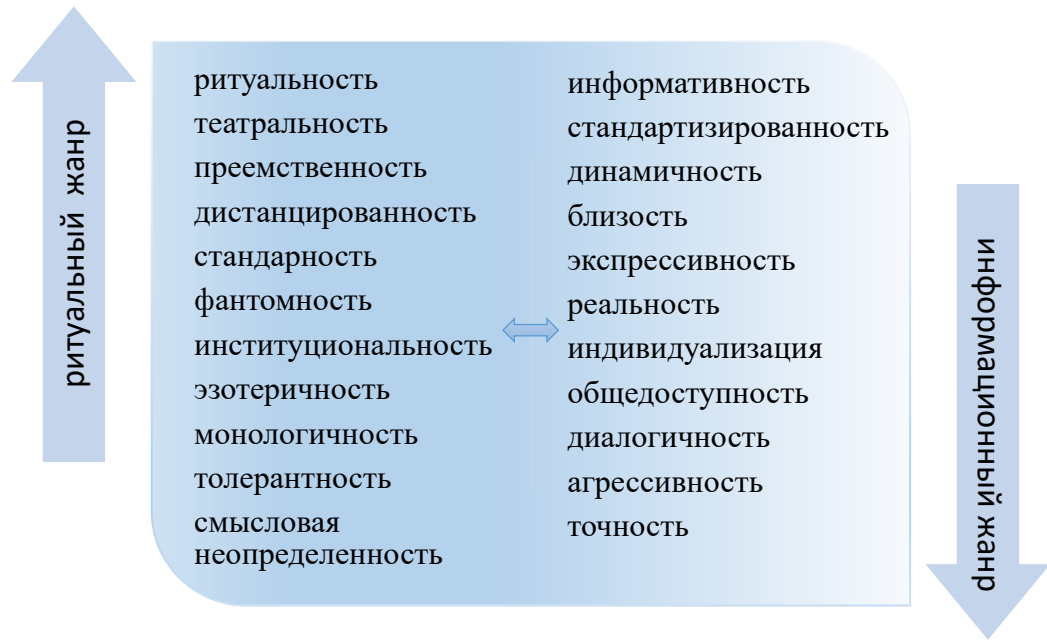 ритуальный жанр
ритуальность
театральность
преемственность
дистанцированность
стандарность
фантомность
институциональность
эзотеричность
монологичность
толерантность
смысловая
неопределенность
информативность
стандартизированность
динамичность
близость
экспрессивность
реальность
индивидуализация
общедоступность
диалогичность
агрессивность
точность
информационный жанр